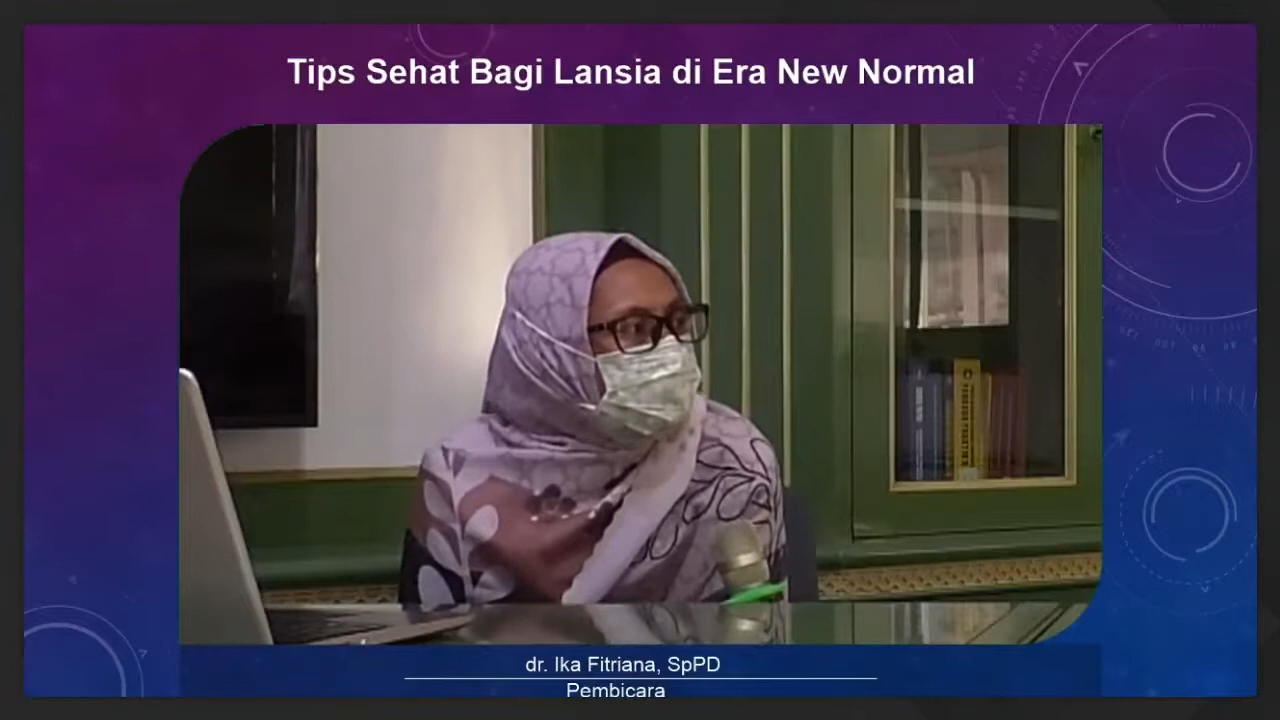 Tips Sehat Bagi Lansia di Era New Normal
dr. Ika Fitriana, SpPD
Pembicara